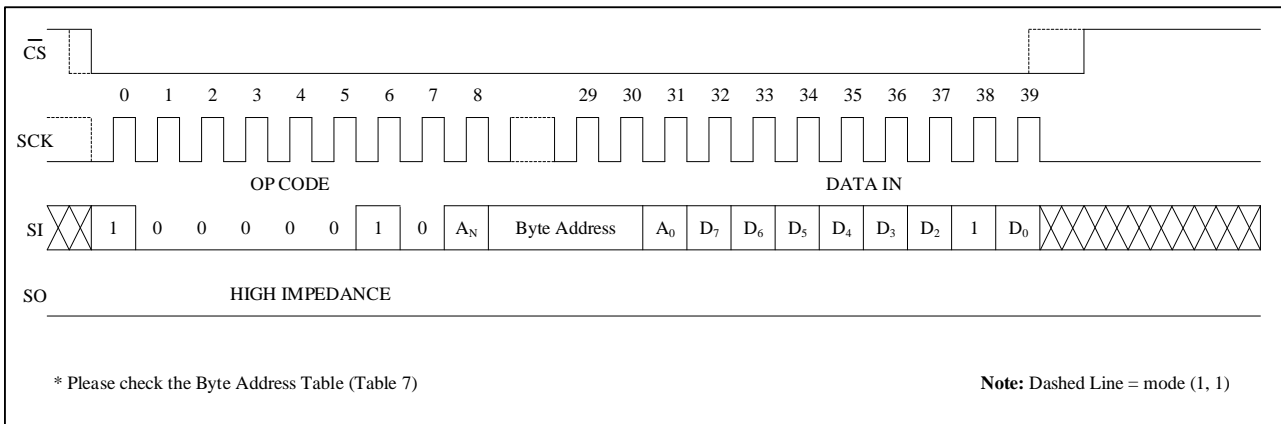 CS
0 1 2 3 4 5 6 7 8 29 30 31 32 33 34 35 36 37 38 39
SCK
OP CODE DATA IN
SI 1 0 0 0 0 0 1 0 A_N Byte Address A_0 D_7 D_6 D_5 D_4 D_3 D_2 1 D_0
SO HIGH IMPEDANCE
* Please check the Byte Address Table (Table 7) Note: Dashed Line = mode (1, 1)